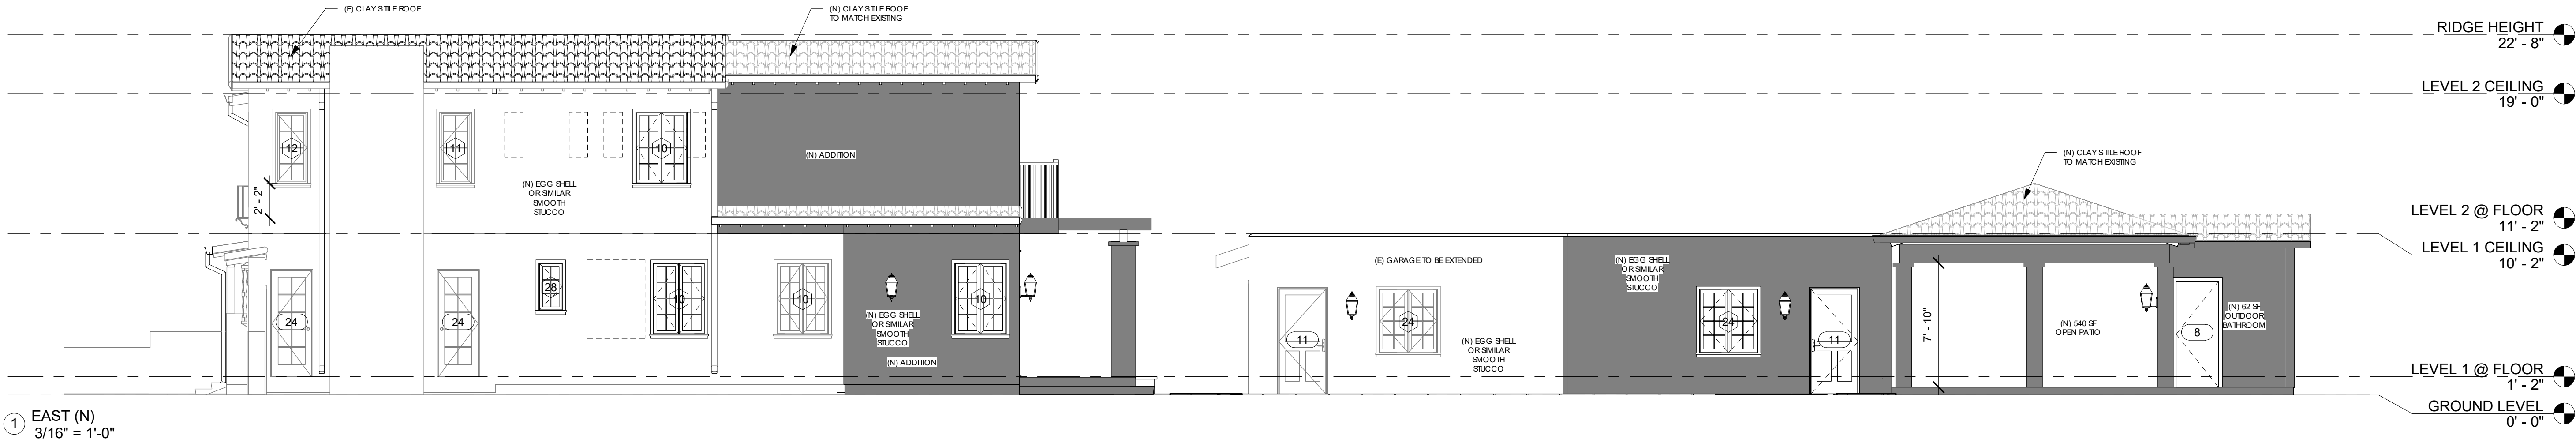 (E) CLAY S TILE ROOF
(N) CLAY S TILE ROOF
TO MATCH EXISTING
RIDGE HEIGHT
22' - 8"
LEVEL 2 CEILING
19' - 0"
12
11
10
(N) ADDITION
(N) CLAY S TILE ROOF
TO MATCH EXISTING
2' - 2"
(N) EGG SHELL
OR SIMILAR
SMOOTH
STUCCO
LEVEL 2 @ FLOOR
11' - 2"
LEVEL 1 CEILING
10' - 2"
(E) GARAGE TO BE EXTENDED
(N) EGG SHELL
OR SIMILAR
SMOOTH
STUCCO
24
24
28
10
10
10
(N) EGG SHELL
OR SIMILAR
SMOOTH
STUCCO
(N) ADDITION
11
24
(N) EGG SHELL
OR SIMILAR
SMOOTH
STUCCO
24
11
7' - 10"
(N) 540 SF
OPEN PATIO
8
(N) 62 SF
OUTDOOR
BATHROOM
LEVEL 1 @ FLOOR
1' - 2"
GROUND LEVEL
0' - 0"
1
EAST (N)
3/16" = 1'-0"